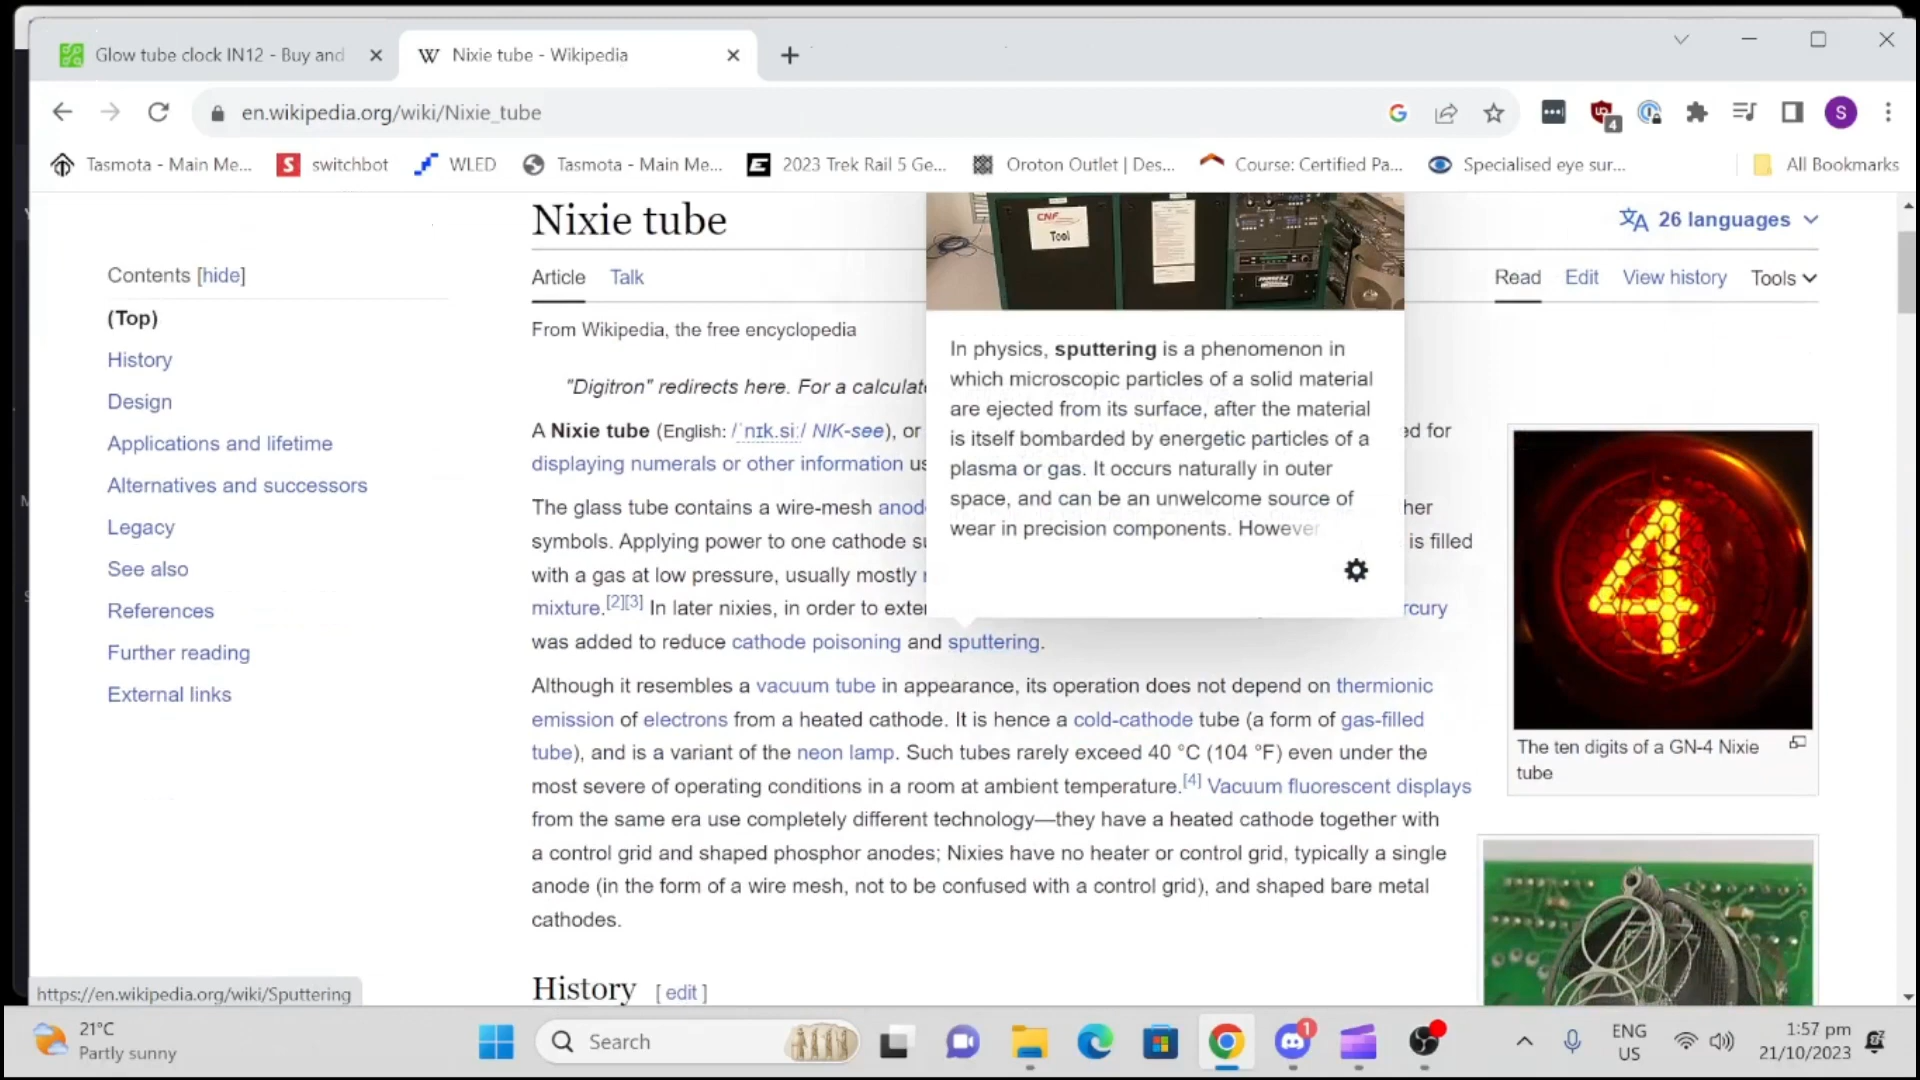 Glow tube clock IN12 - Buy and
Nixie tube - Wikipedia
en.wikipedia.org/wiki/Nixie_tube
4
S
Tasmota - Main Me...
switchbot
WLED
Tasmota - Main Me...
2023 Trek Rail 5 Ge...
Oroton Outlet | Des...
Course: Certified Pa...
Specialised eye sur...
All Bookmarks
Nixie tube
26 languages
Contents [hide]
(Top)
History
Design
Applications and lifetime
Alternatives and successors
Legacy
See also
References
Further reading
External links
Article Talk
Read Edit View history Tools
From Wikipedia, the free encyclopedia
"Digitron" redirects here. For a calculat
A Nixie tube (English: /ˈnɪk.siː/ NIK-see), or
ed for
displaying numerals or other information us
The glass tube contains a wire-mesh anod
her
symbols. Applying power to one cathode su
is filled
with a gas at low pressure, usually mostly
mixture.[2][3] In later nixies, in order to exter
rcury
was added to reduce cathode poisoning and sputtering.
CNF
Tool
In physics, sputtering is a phenomenon in
which microscopic particles of a solid material
are ejected from its surface, after the material
is itself bombarded by energetic particles of a
plasma or gas. It occurs naturally in outer
space, and can be an unwelcome source of
wear in precision components. However
Although it resembles a vacuum tube in appearance, its operation does not depend on thermionic
emission of electrons from a heated cathode. It is hence a cold-cathode tube (a form of gas-filled
tube), and is a variant of the neon lamp. Such tubes rarely exceed 40 °C (104 °F) even under the
most severe of operating conditions in a room at ambient temperature.[4] Vacuum fluorescent displays
from the same era use completely different technology—they have a heated cathode together with
a control grid and shaped phosphor anodes; Nixies have no heater or control grid, typically a single
anode (in the form of a wire mesh, not to be confused with a control grid), and shaped bare metal
cathodes.
History [ edit ]
4
The ten digits of a GN-4 Nixie
tube
https://en.wikipedia.org/wiki/Sputtering
21°C
Partly sunny
Search
1
ENG
US
1:57 pm
21/10/2023